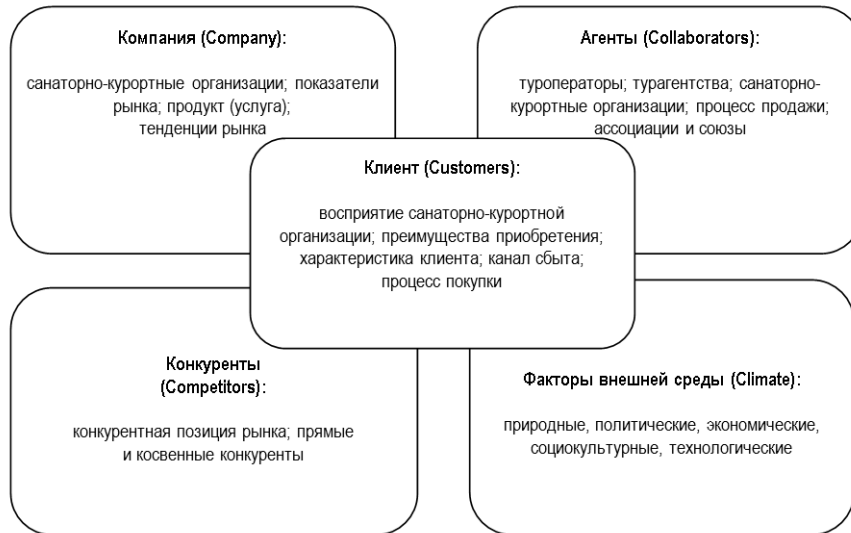 Компания (Company):
санаторно-курортные организации; показатели
рынка; продукт (услуга);
тенденции рынка
Агенты (Collaborators):
туроператоры; турагентства; санаторно-
курортные организации; процесс продажи;
ассоциации и союзы
Клиент (Customers):
восприятие санаторно-курортной
организации; преимущества приобретения;
характеристика клиента; канал сбыта;
процесс покупки
Конкуренты
(Competitors):
конкурентная позиция рынка; прямые
и косвенные конкуренты
Факторы внешней среды (Climate):
природные, политические, экономические,
социокультурные, технологические